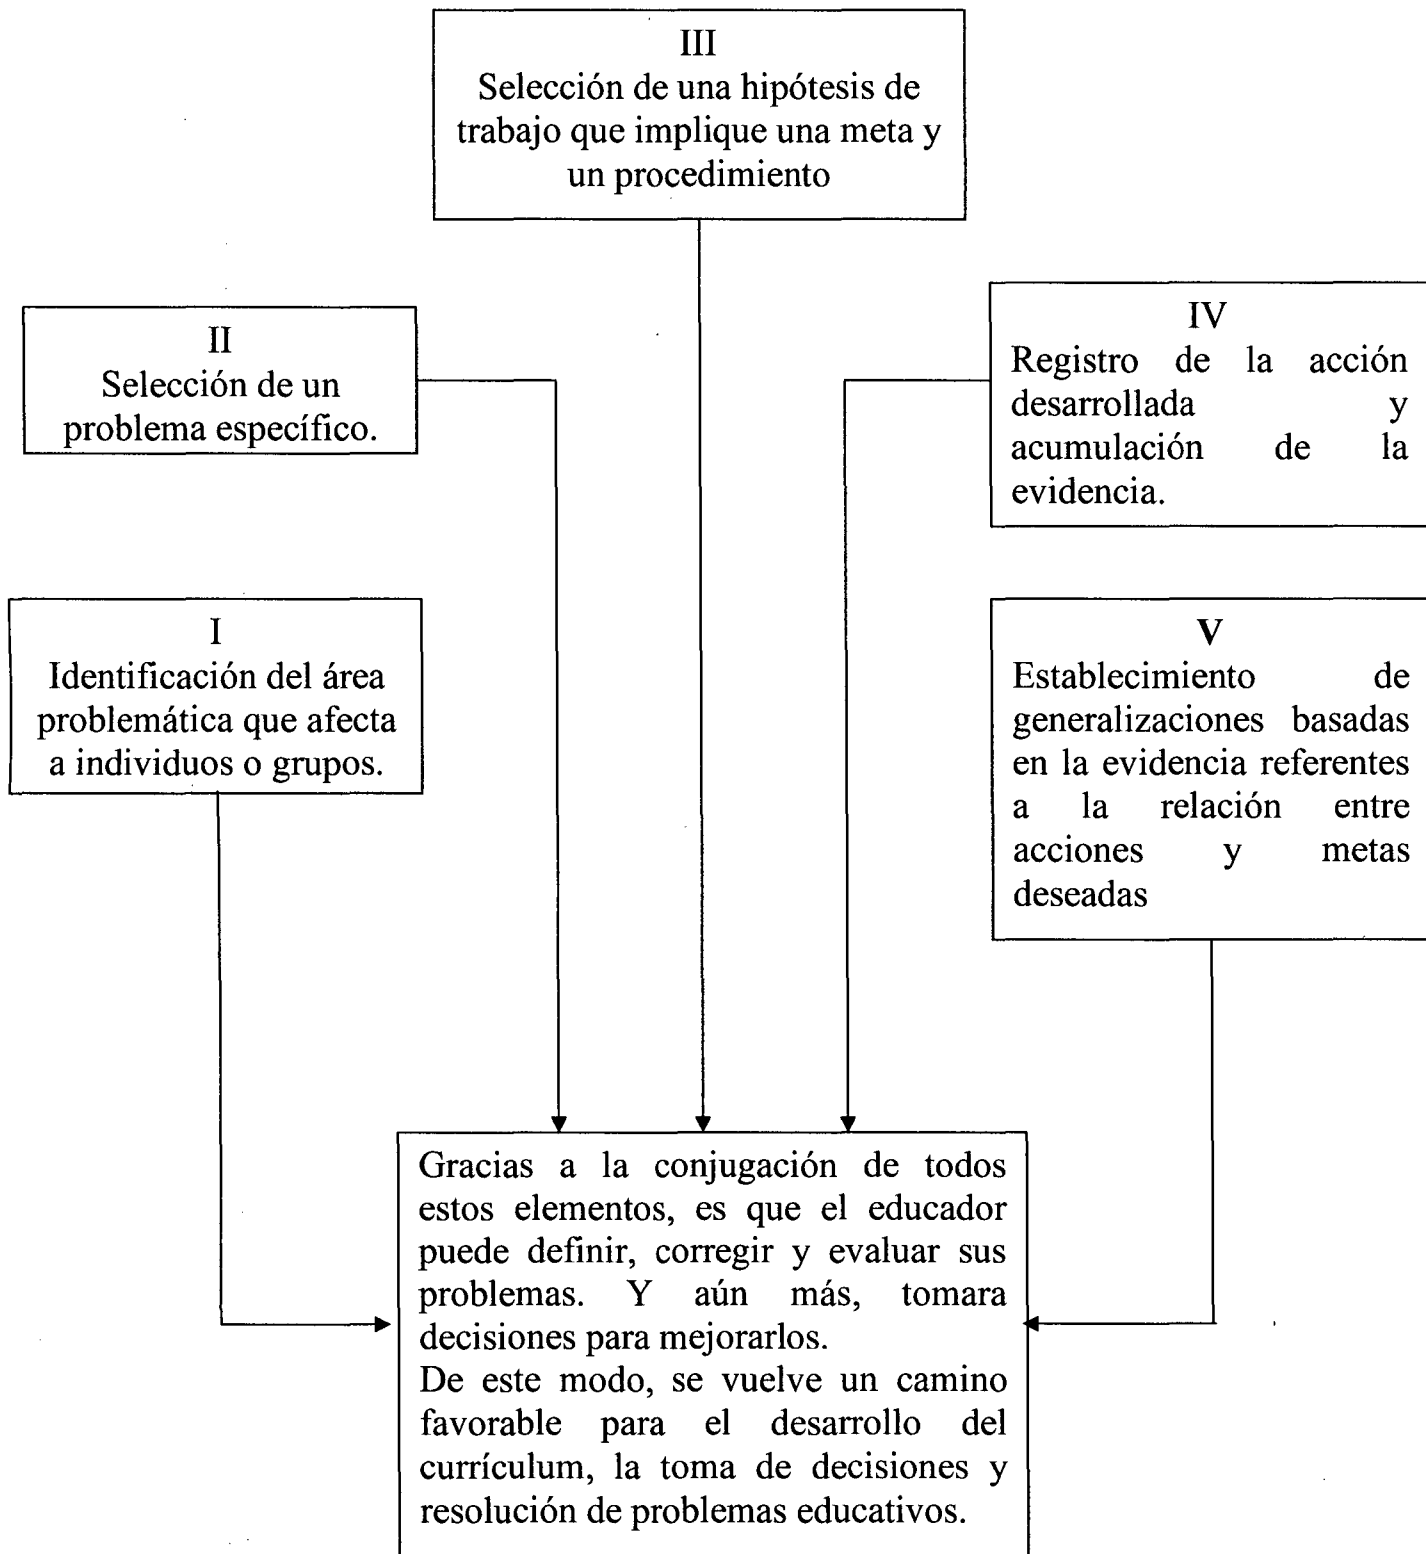 III
Selección de una hipótesis de
trabajo que implique una meta y
un procedimiento
II
Selección de un
problema específico.
IV
Registro de la acción
desarrollada y
acumulación de la
evidencia.
I
Identificación del área
problemática que afecta
a individuos o grupos.
V
Establecimiento de
generalizaciones basadas
en la evidencia referentes
a la relación entre
acciones y metas
deseadas
Gracias a la conjugación de todos
estos elementos, es que el educador
puede definir, corregir y evaluar sus
problemas. Y aún más, tomara
decisiones para mejorarlos.
De este modo, se vuelve un camino
favorable para el desarrollo del
currículum, la toma de decisiones y
resolución de problemas educativos.